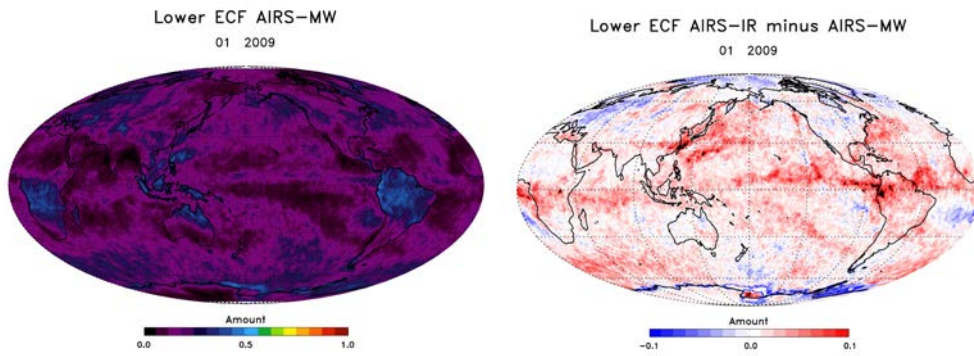 Lower ECF AIRS-MW
01 2009
Amount
0.0 0.5 1.0
Lower ECF AIRS-IR minus AIRS-MW
01 2009
Amount
-0.1 0.0 0.1